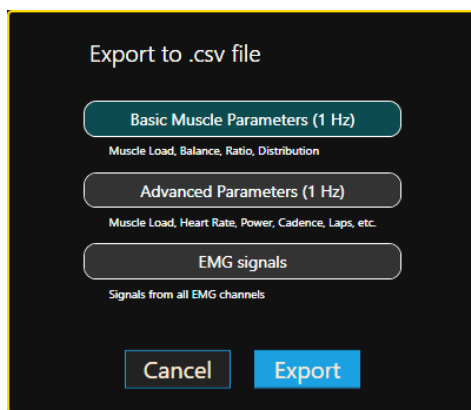 Export to .csv file
Basic Muscle Parameters (1 Hz)
Muscle Load, Balance, Ratio, Distribution
Advanced Parameters (1 Hz)
Muscle Load, Heart Rate, Power, Cadence, Laps, etc.
EMG signals
Signals from all EMG channels
Cancel Export